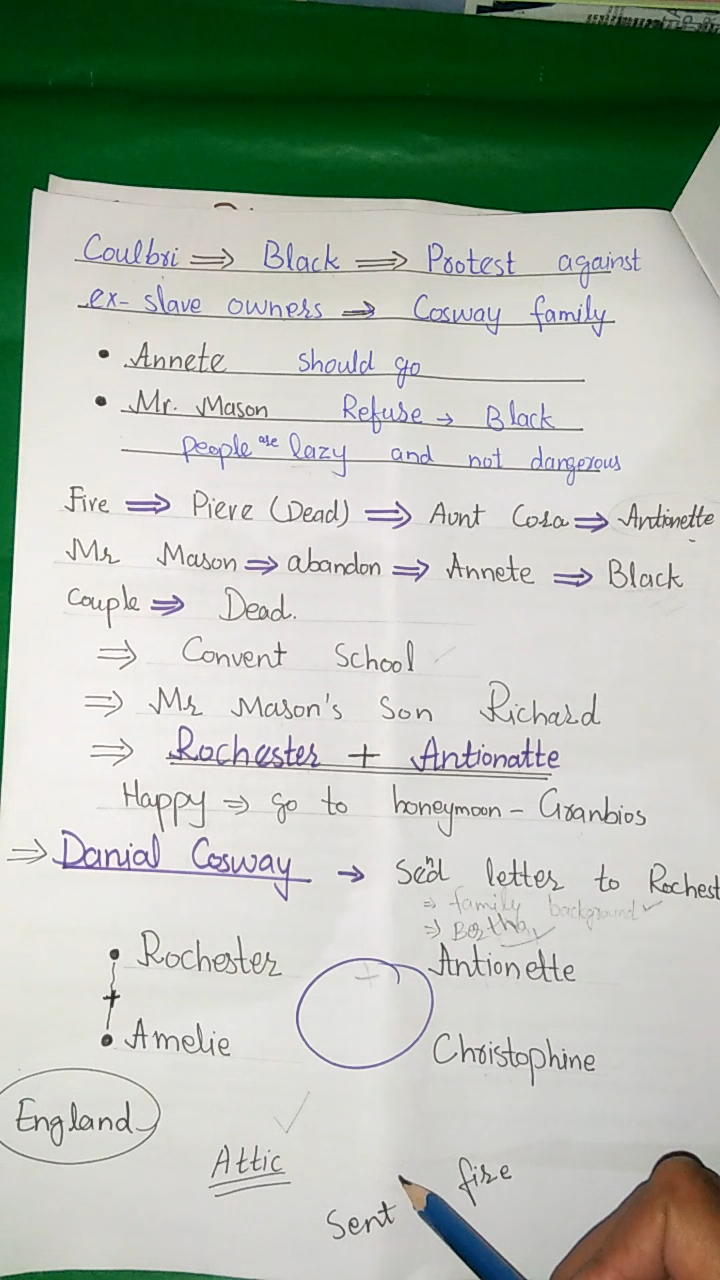 Coulbri ⇒ Black ⇒ Protest against
ex-slave owners → Cosway family
• Annete should go
• Mr. Mason Refuse → Black
people are lazy and not dangerous
Fire ⇒ Piere (Dead) ⇒ Aunt Cora ⇒ Antionette
Mr Mason ⇒ abandon ⇒ Annete ⇒ Black
Couple ⇒ Dead.
⇒ Convent School
⇒ Mr Mason's Son Richard
⇒ Rochester + Antionatte
Happy ⇒ go to honeymoon - Granbios
⇒ Danial Cosway → Send letter to Rochest
⇒ family background ✓
⇒ Bertha ✓
• Rochester Antionette
• Amelie Christophine
England
Attic
Sent fire